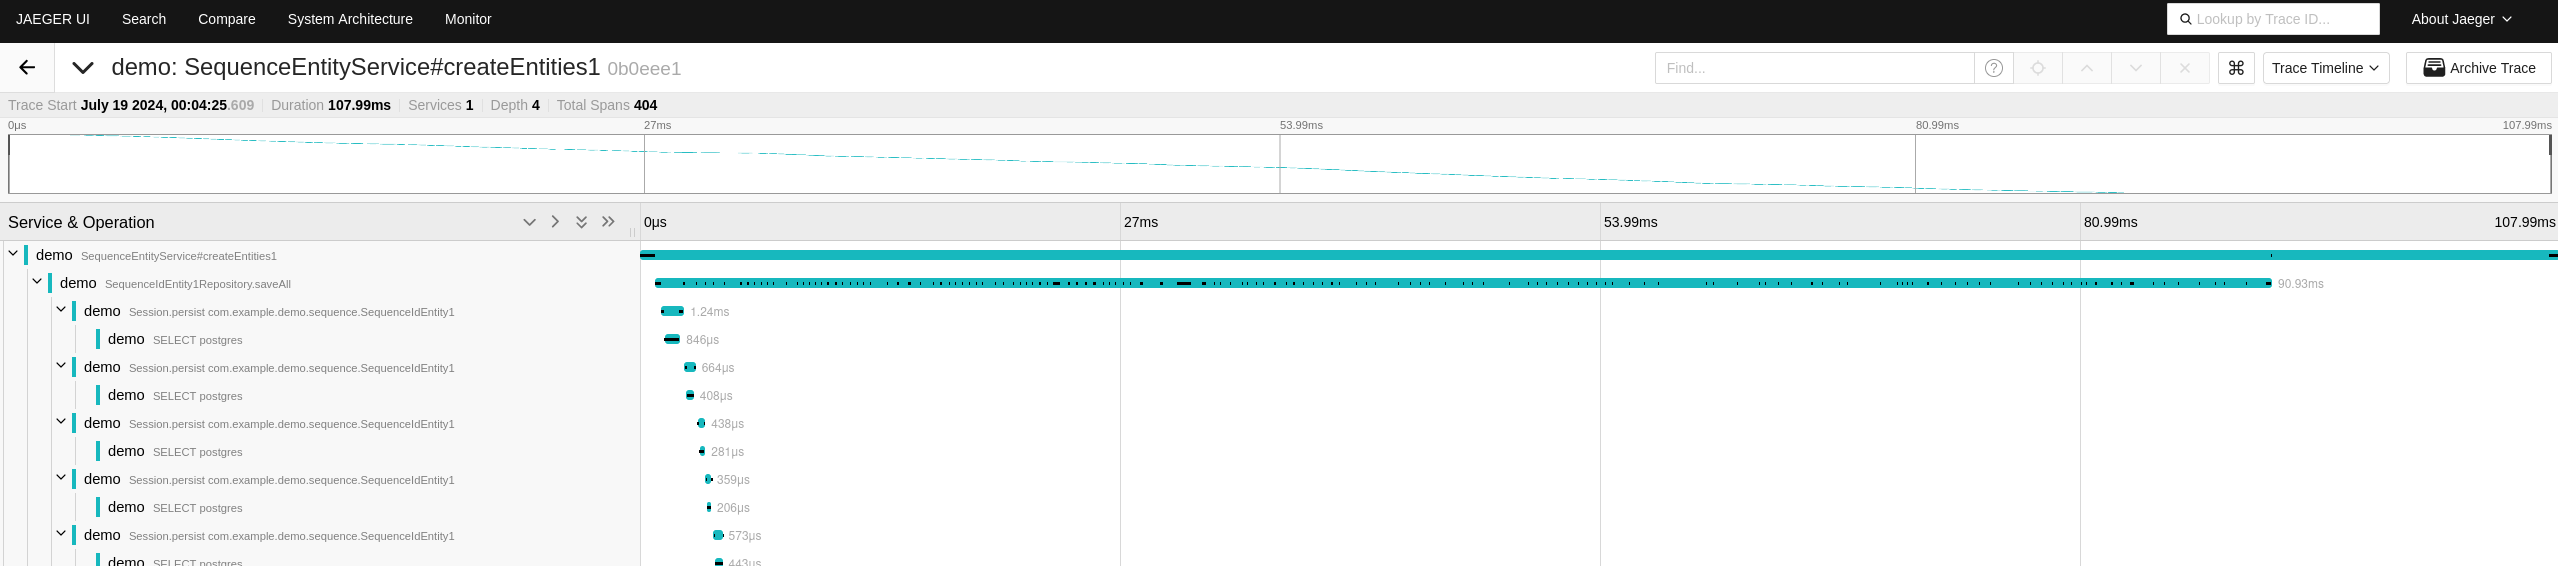 JAEGER UI Search Compare System Architecture Monitor Lookup by Trace ID... About Jaeger
demo: SequenceEntityService#createEntities1 0b0eee1 Find... ? ⌘ Trace Timeline Archive Trace
Trace Start July 19 2024, 00:04:25.609 Duration 107.99ms Services 1 Depth 4 Total Spans 404
0μs 27ms 53.99ms 80.99ms 107.99ms
Service & Operation 0μs 27ms 53.99ms 80.99ms 107.99ms
demo SequenceEntityService#createEntities1
demo SequenceIdEntity1Repository.saveAll 90.93ms
demo Session.persist com.example.demo.sequence.SequenceIdEntity1 1.24ms
demo SELECT postgres 846μs
demo Session.persist com.example.demo.sequence.SequenceIdEntity1 664μs
demo SELECT postgres 408μs
demo Session.persist com.example.demo.sequence.SequenceIdEntity1 438μs
demo SELECT postgres 281μs
demo Session.persist com.example.demo.sequence.SequenceIdEntity1 359μs
demo SELECT postgres 206μs
demo Session.persist com.example.demo.sequence.SequenceIdEntity1 573μs
demo SELECT postgres 443μs